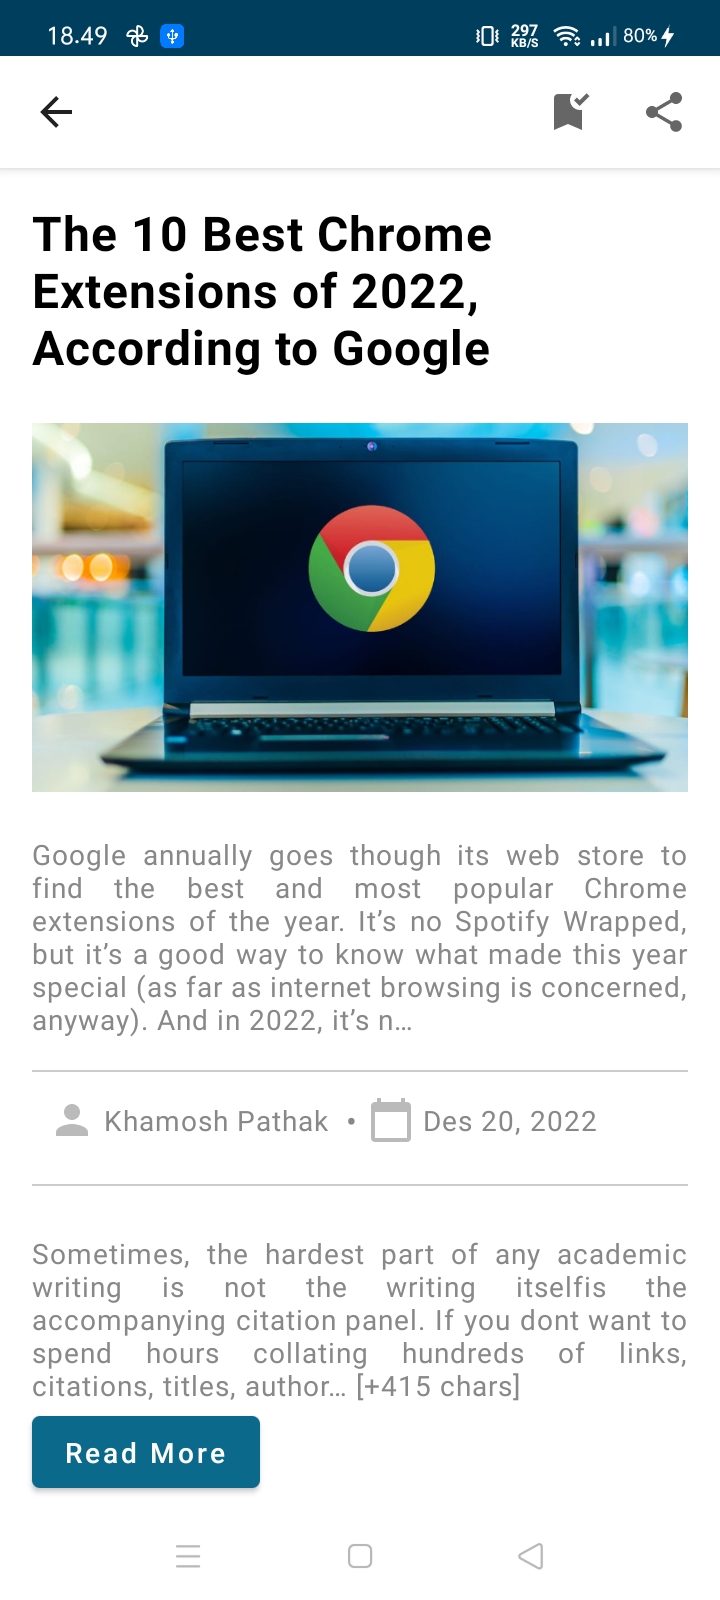 18.49
297
KB/S
80%
The 10 Best Chrome
Extensions of 2022,
According to Google
Google annually goes though its web store to
find the best and most popular Chrome
extensions of the year. It’s no Spotify Wrapped,
but it’s a good way to know what made this year
special (as far as internet browsing is concerned,
anyway). And in 2022, it’s n…
Khamosh Pathak • Des 20, 2022
Sometimes, the hardest part of any academic
writing is not the writing itselfis the
accompanying citation panel. If you dont want to
spend hours collating hundreds of links,
citations, titles, author… [+415 chars]
Read More